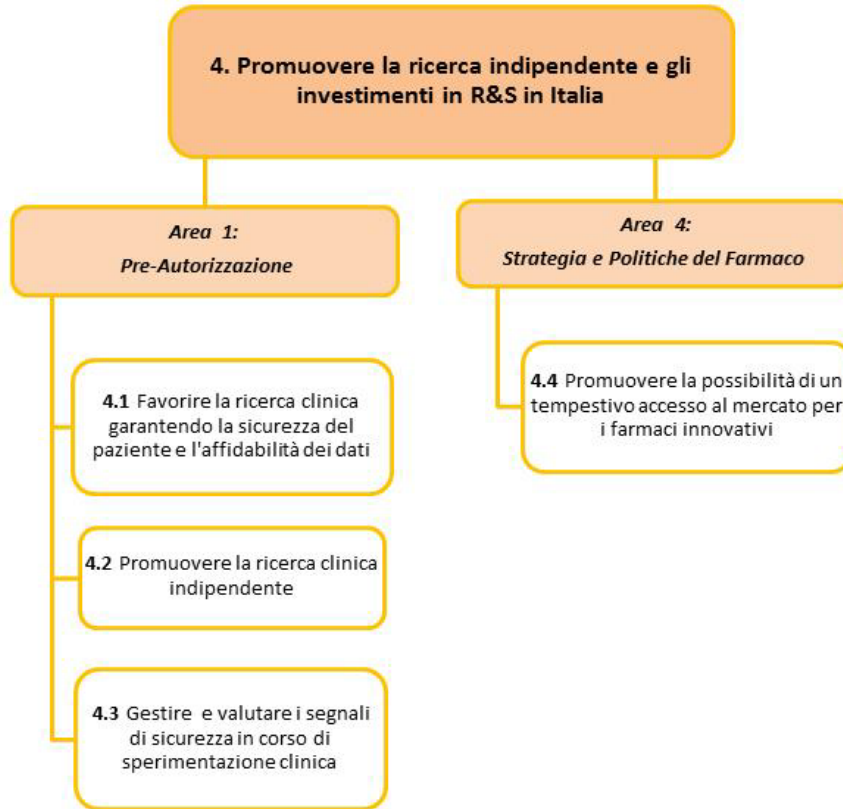 4. Promuovere la ricerca indipendente e gli
investimenti in R&S in Italia
Area 1:
Pre-Autorizzazione
4.1 Favorire la ricerca clinica
garantendo la sicurezza del
paziente e l'affidabilità dei dati
4.2 Promuovere la ricerca clinica
indipendente
4.3 Gestire e valutare i segnali
di sicurezza in corso di
sperimentazione clinica
Area 4:
Strategia e Politiche del Farmaco
4.4 Promuovere la possibilità di un
tempestivo accesso al mercato per
i farmaci innovativi